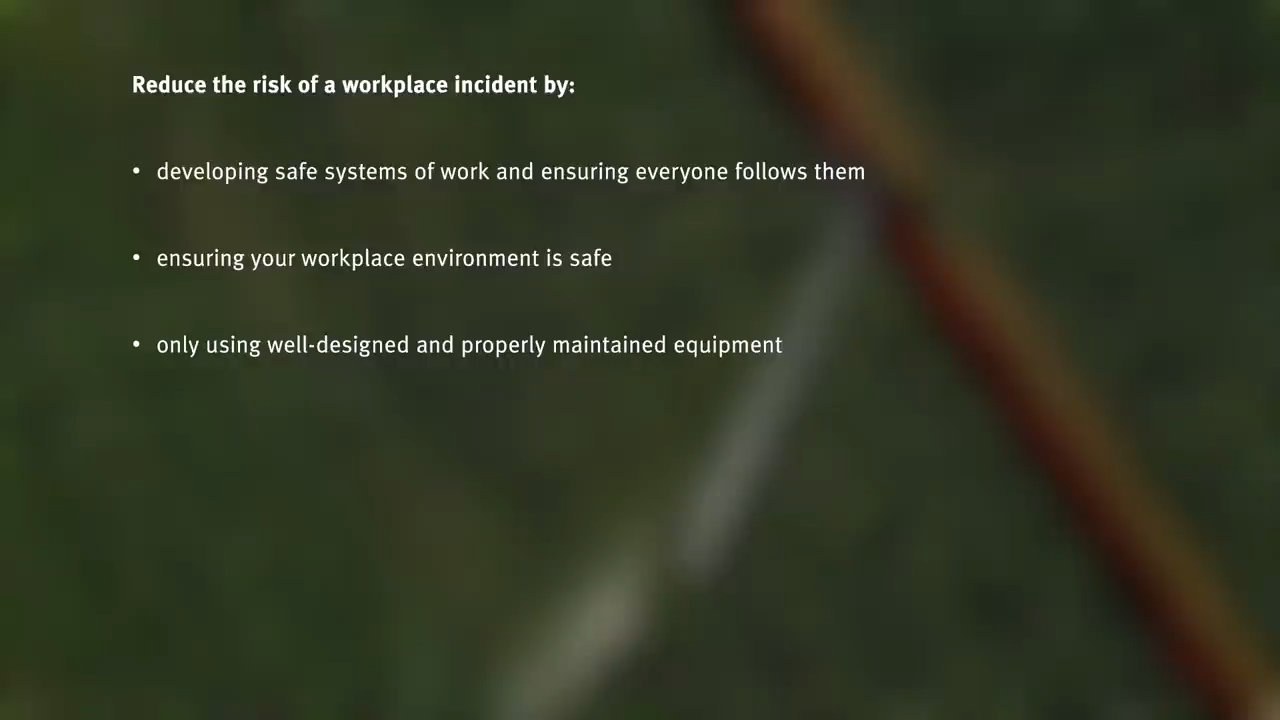 Reduce the risk of a workplace incident by:
• developing safe systems of work and ensuring everyone follows them
• ensuring your workplace environment is safe
• only using well-designed and properly maintained equipment